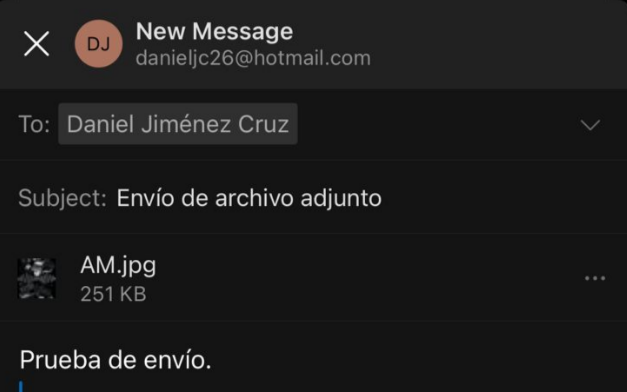 DJ
New Message
danieljc26@hotmail.com
To: Daniel Jiménez Cruz
Subject: Envío de archivo adjunto
AM.jpg
251 KB
Prueba de envío.